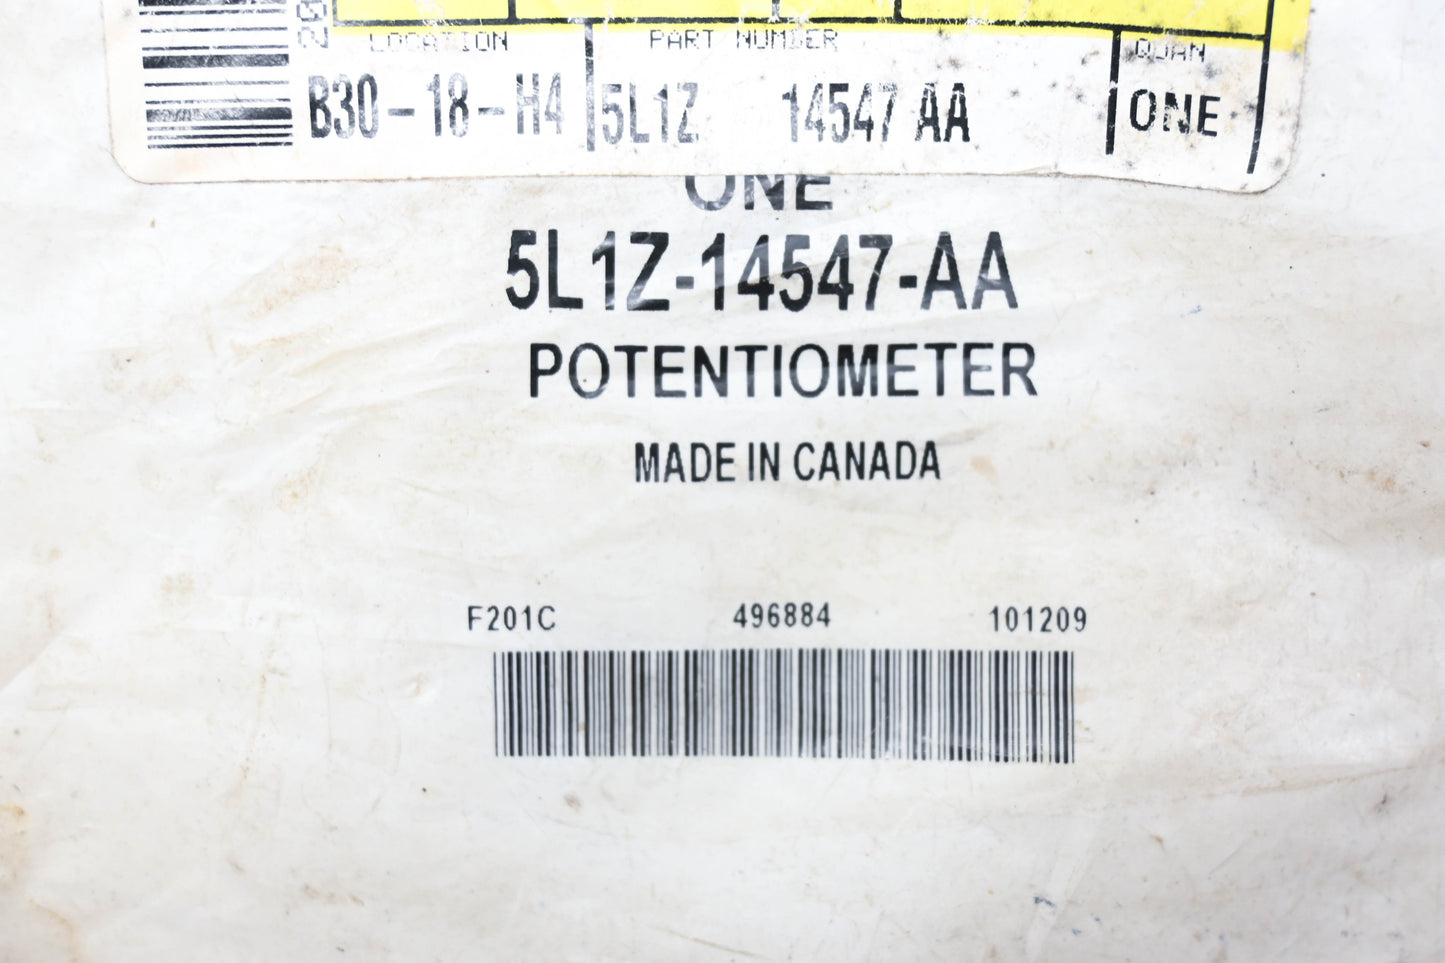 LOCATION PART NUMBER QUAN
B30-18-H4 5L1Z 14547 AA ONE
ONE
5L1Z-14547-AA
POTENTIOMETER
MADE IN CANADA
F201C 496884 101209